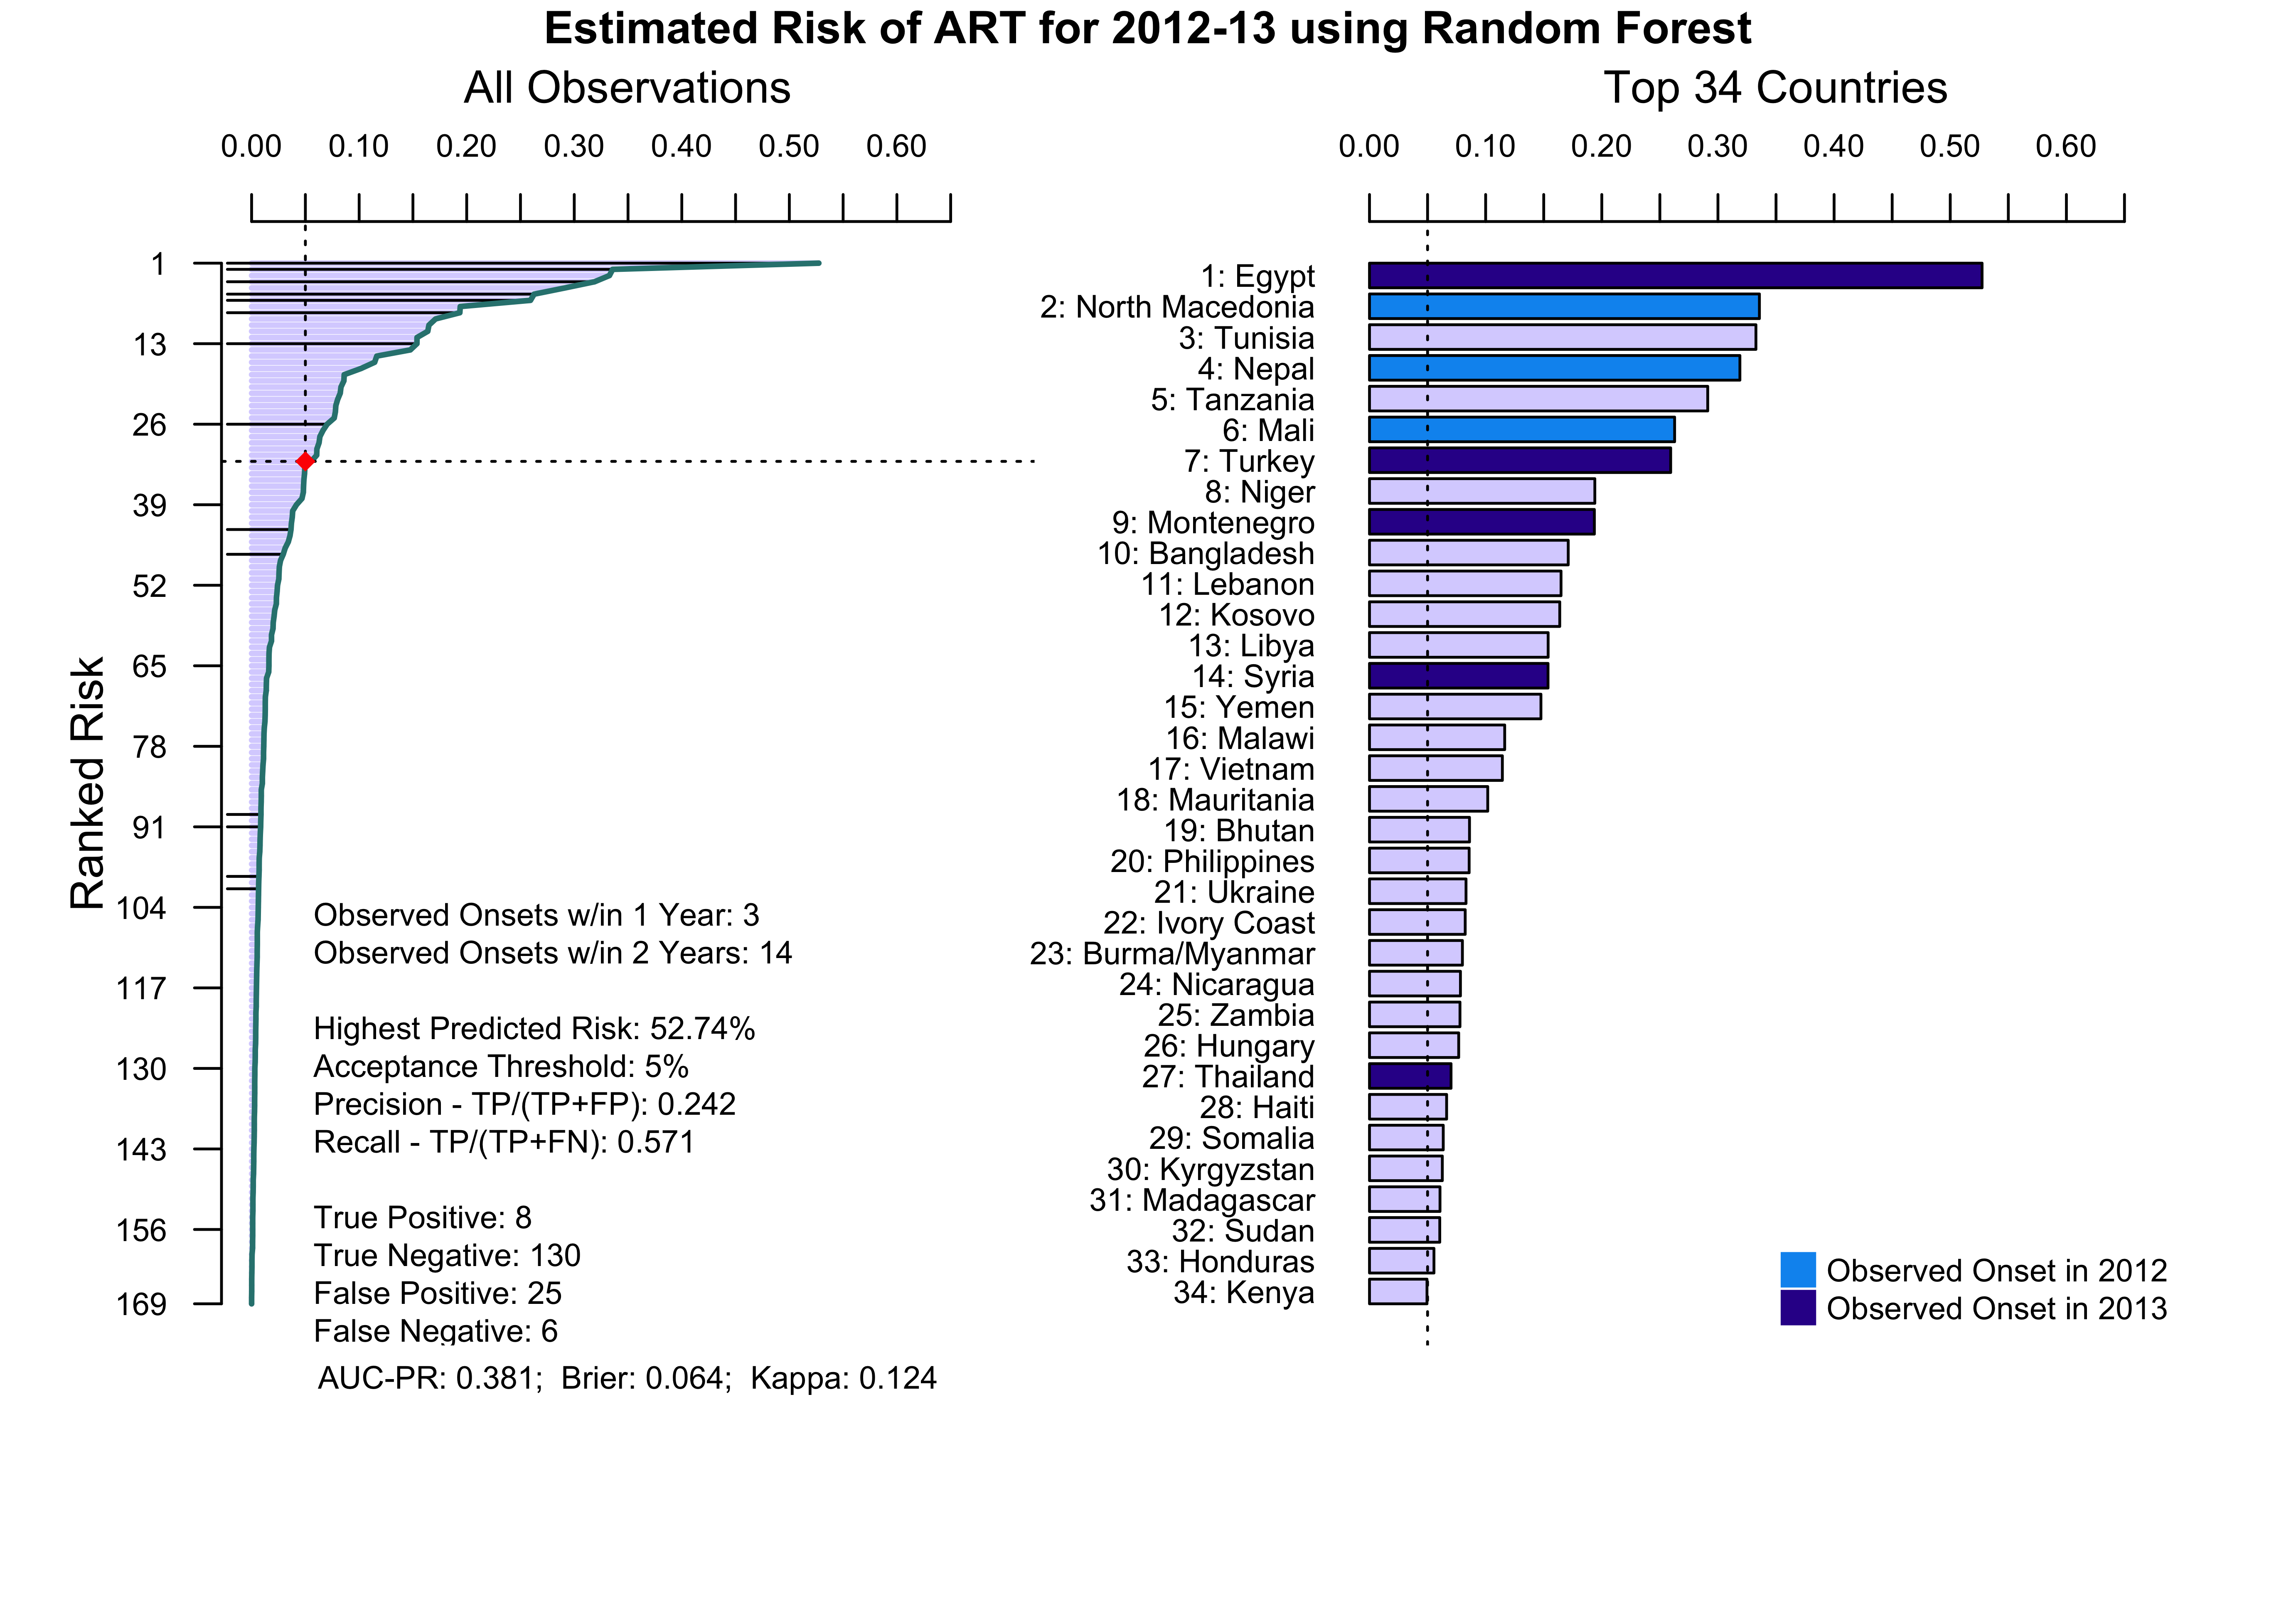 Estimated Risk of ART for 2012-13 using Random Forest
All Observations
0.00 0.10 0.20 0.30 0.40 0.50 0.60
Ranked Risk
1
13
26
39
52
65
78
91
104
117
130
143
156
169
Observed Onsets w/in 1 Year: 3
Observed Onsets w/in 2 Years: 14
Highest Predicted Risk: 52.74%
Acceptance Threshold: 5%
Precision - TP/(TP+FP): 0.242
Recall - TP/(TP+FN): 0.571
True Positive: 8
True Negative: 130
False Positive: 25
False Negative: 6
AUC-PR: 0.381; Brier: 0.064; Kappa: 0.124
Top 34 Countries
0.00 0.10 0.20 0.30 0.40 0.50 0.60
1: Egypt
2: North Macedonia
3: Tunisia
4: Nepal
5: Tanzania
6: Mali
7: Turkey
8: Niger
9: Montenegro
10: Bangladesh
11: Lebanon
12: Kosovo
13: Libya
14: Syria
15: Yemen
16: Malawi
17: Vietnam
18: Mauritania
19: Bhutan
20: Philippines
21: Ukraine
22: Ivory Coast
23: Burma/Myanmar
24: Nicaragua
25: Zambia
26: Hungary
27: Thailand
28: Haiti
29: Somalia
30: Kyrgyzstan
31: Madagascar
32: Sudan
33: Honduras
34: Kenya
Observed Onset in 2012
Observed Onset in 2013